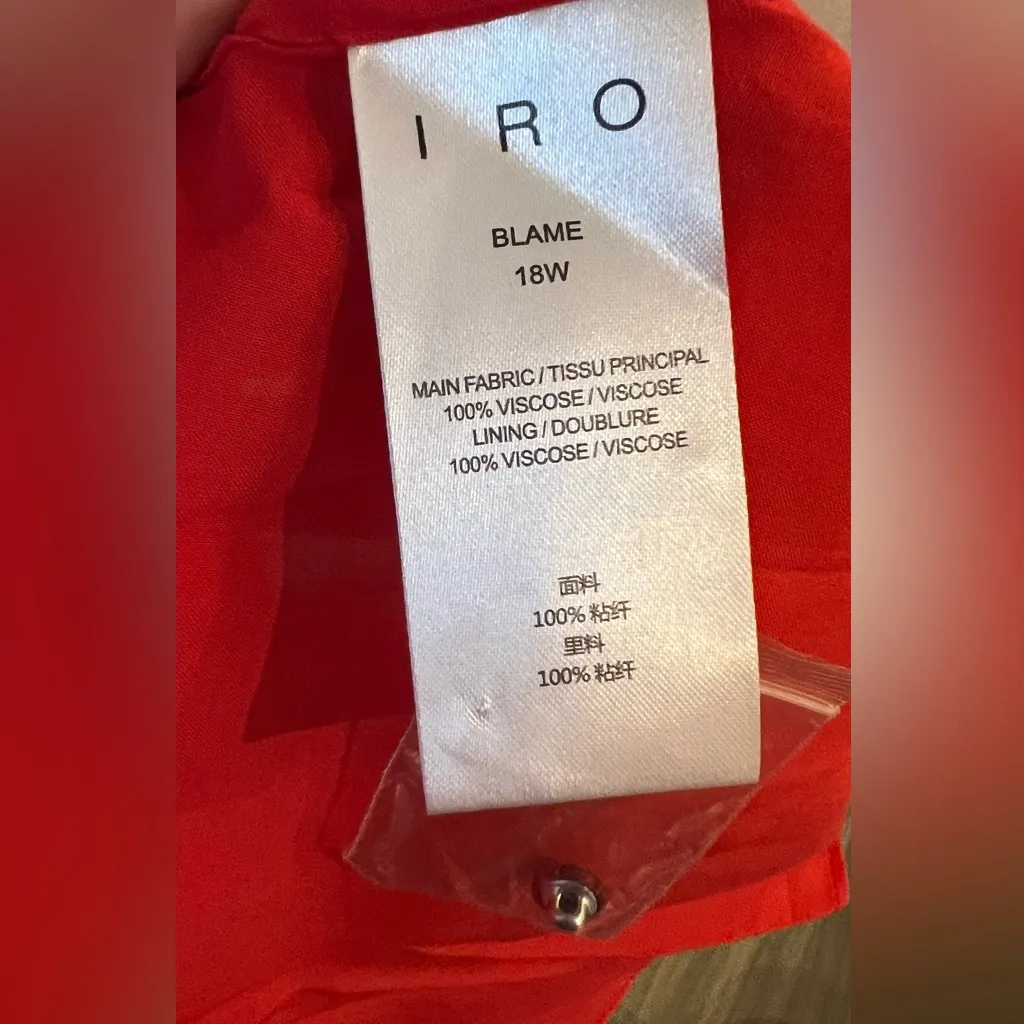 I R O
BLAME
18W
MAIN FABRIC / TISSU PRINCIPAL
100% VISCOSE / VISCOSE
LINING / DOUBLURE
100% VISCOSE / VISCOSE
面料
100% 粘纤
里料
100% 粘纤